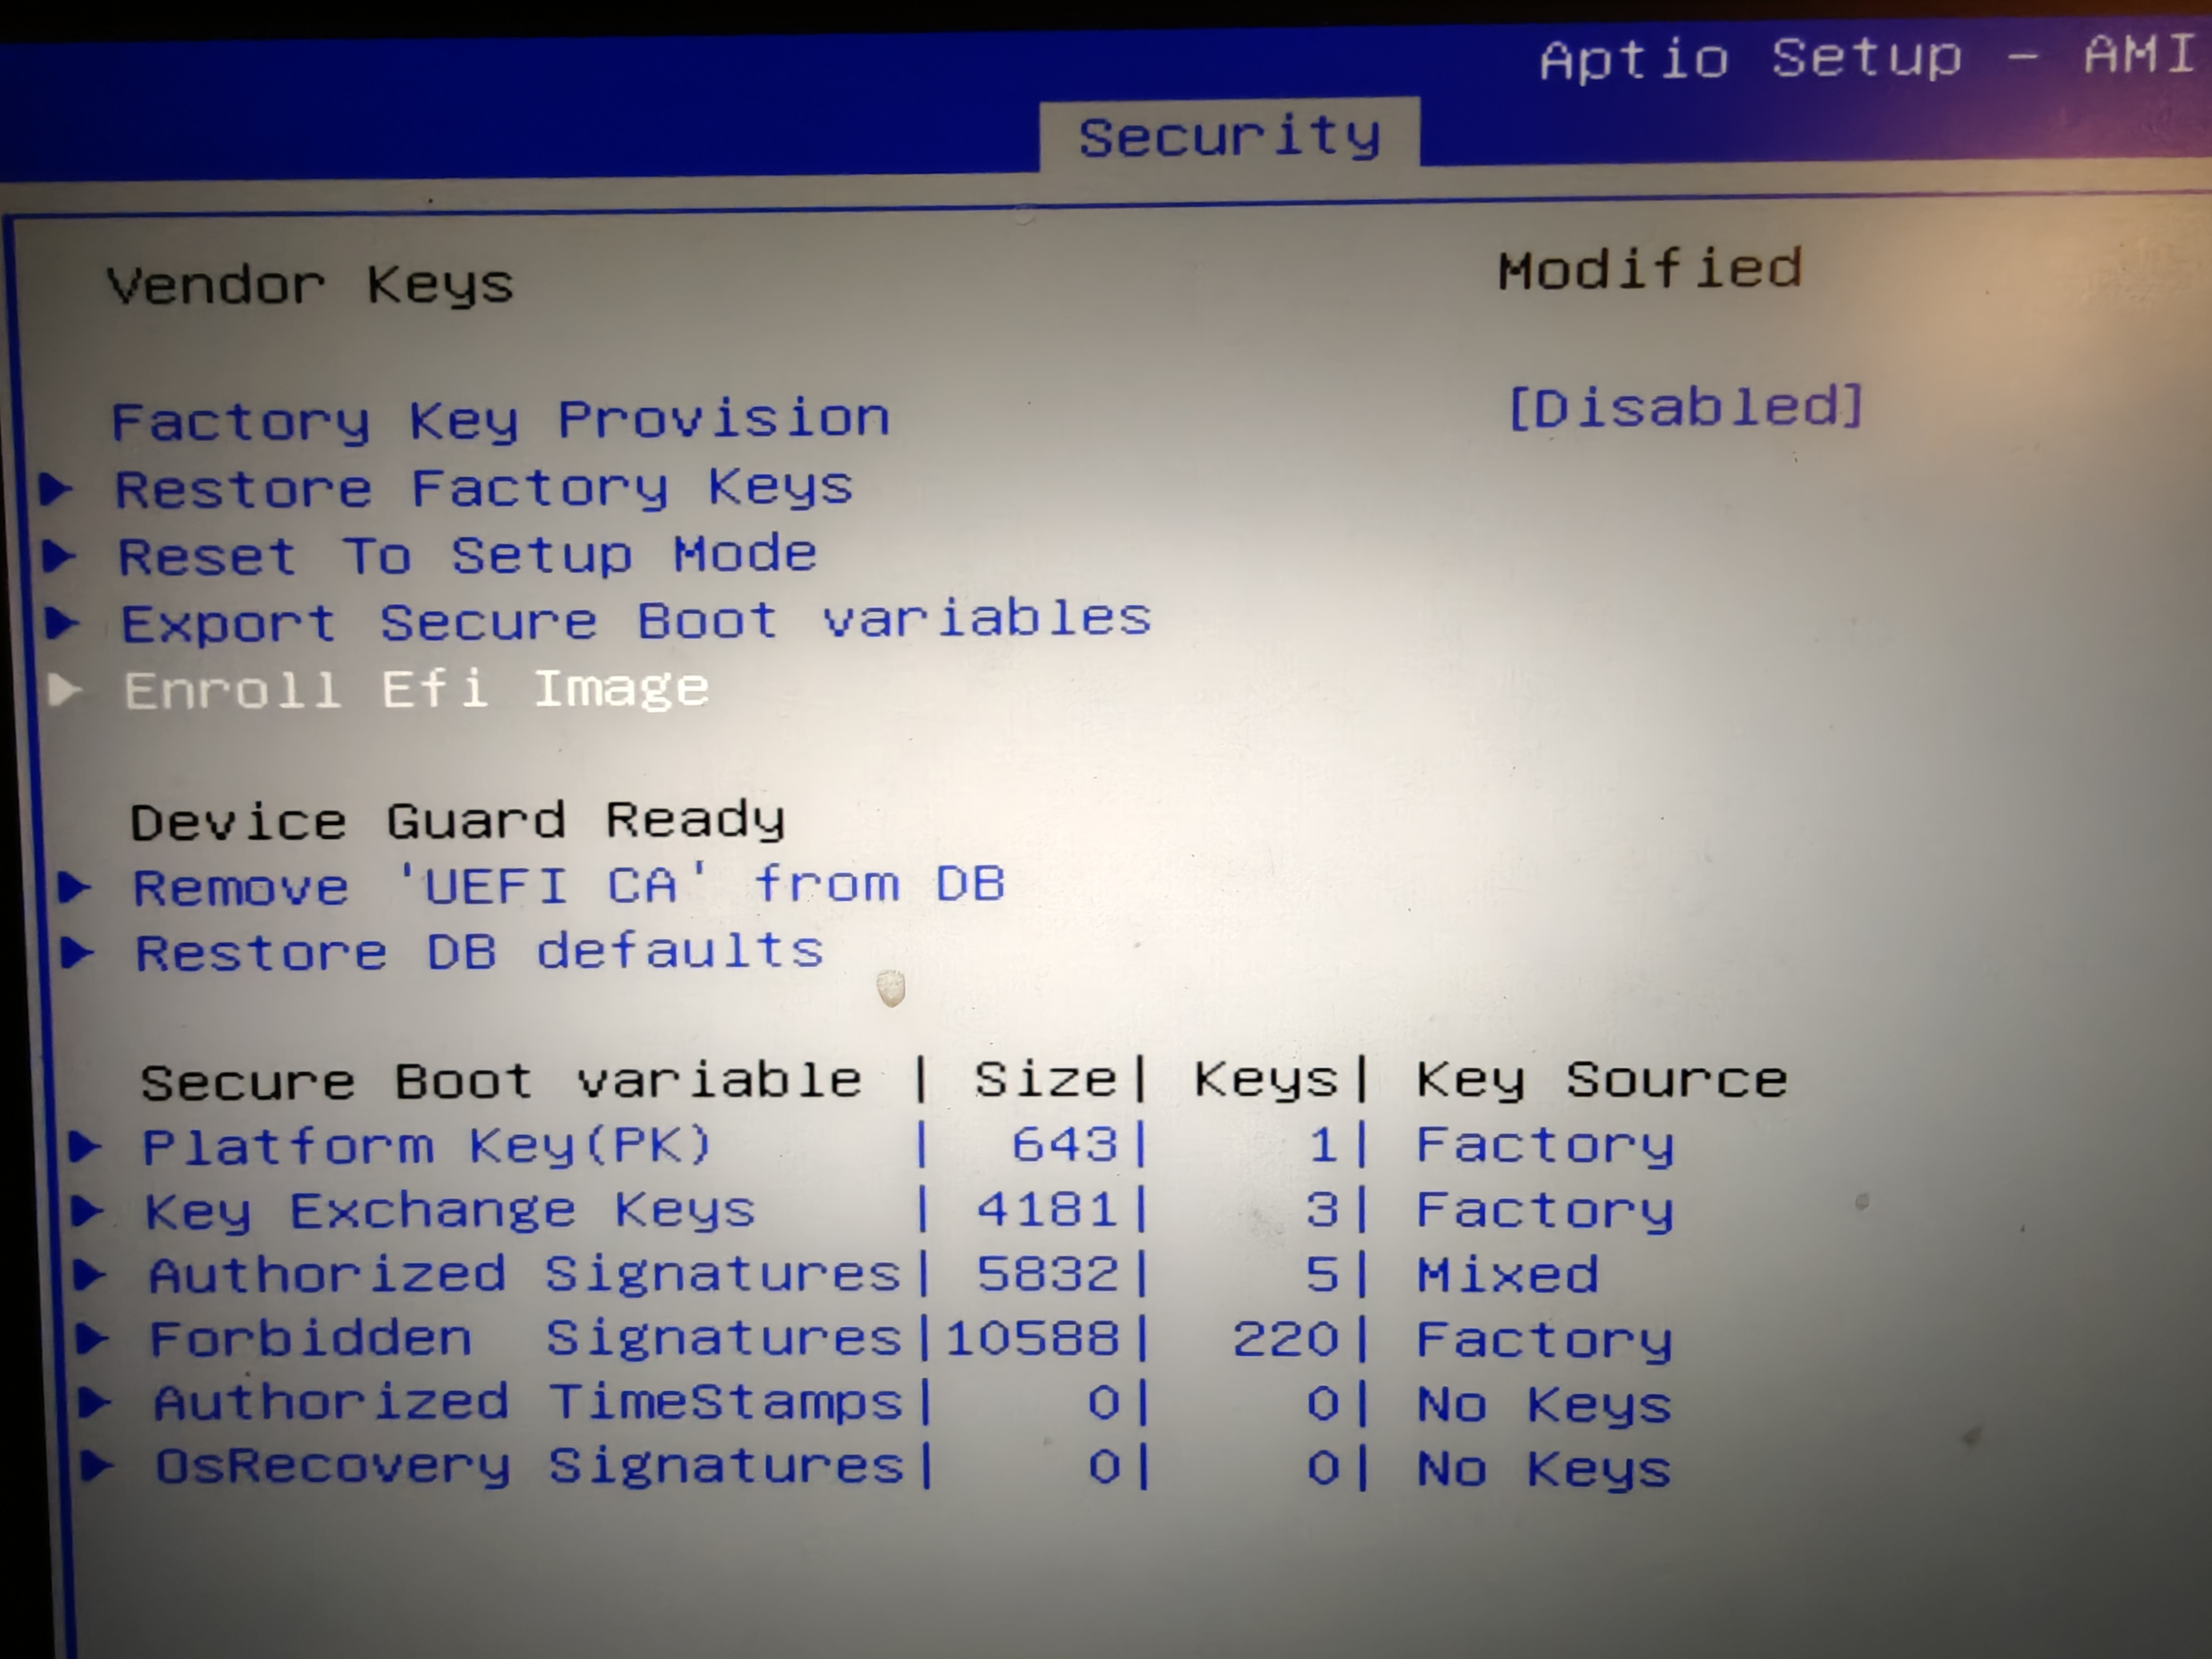 Aptio Setup - AMI
Security
Vendor Keys Modified
Factory Key Provision [Disabled]
Restore Factory Keys
Reset To Setup Mode
Export Secure Boot variables
Enroll Efi Image
Device Guard Ready
Remove 'UEFI CA' from DB
Restore DB defaults
Secure Boot variable | Size| Keys| Key Source
Platform Key(PK) | 643| 1| Factory
Key Exchange Keys | 4181| 3| Factory
Authorized Signatures| 5832| 5| Mixed
Forbidden Signatures|10588| 220| Factory
Authorized TimeStamps| 0| 0| No Keys
OsRecovery Signatures| 0| 0| No Keys